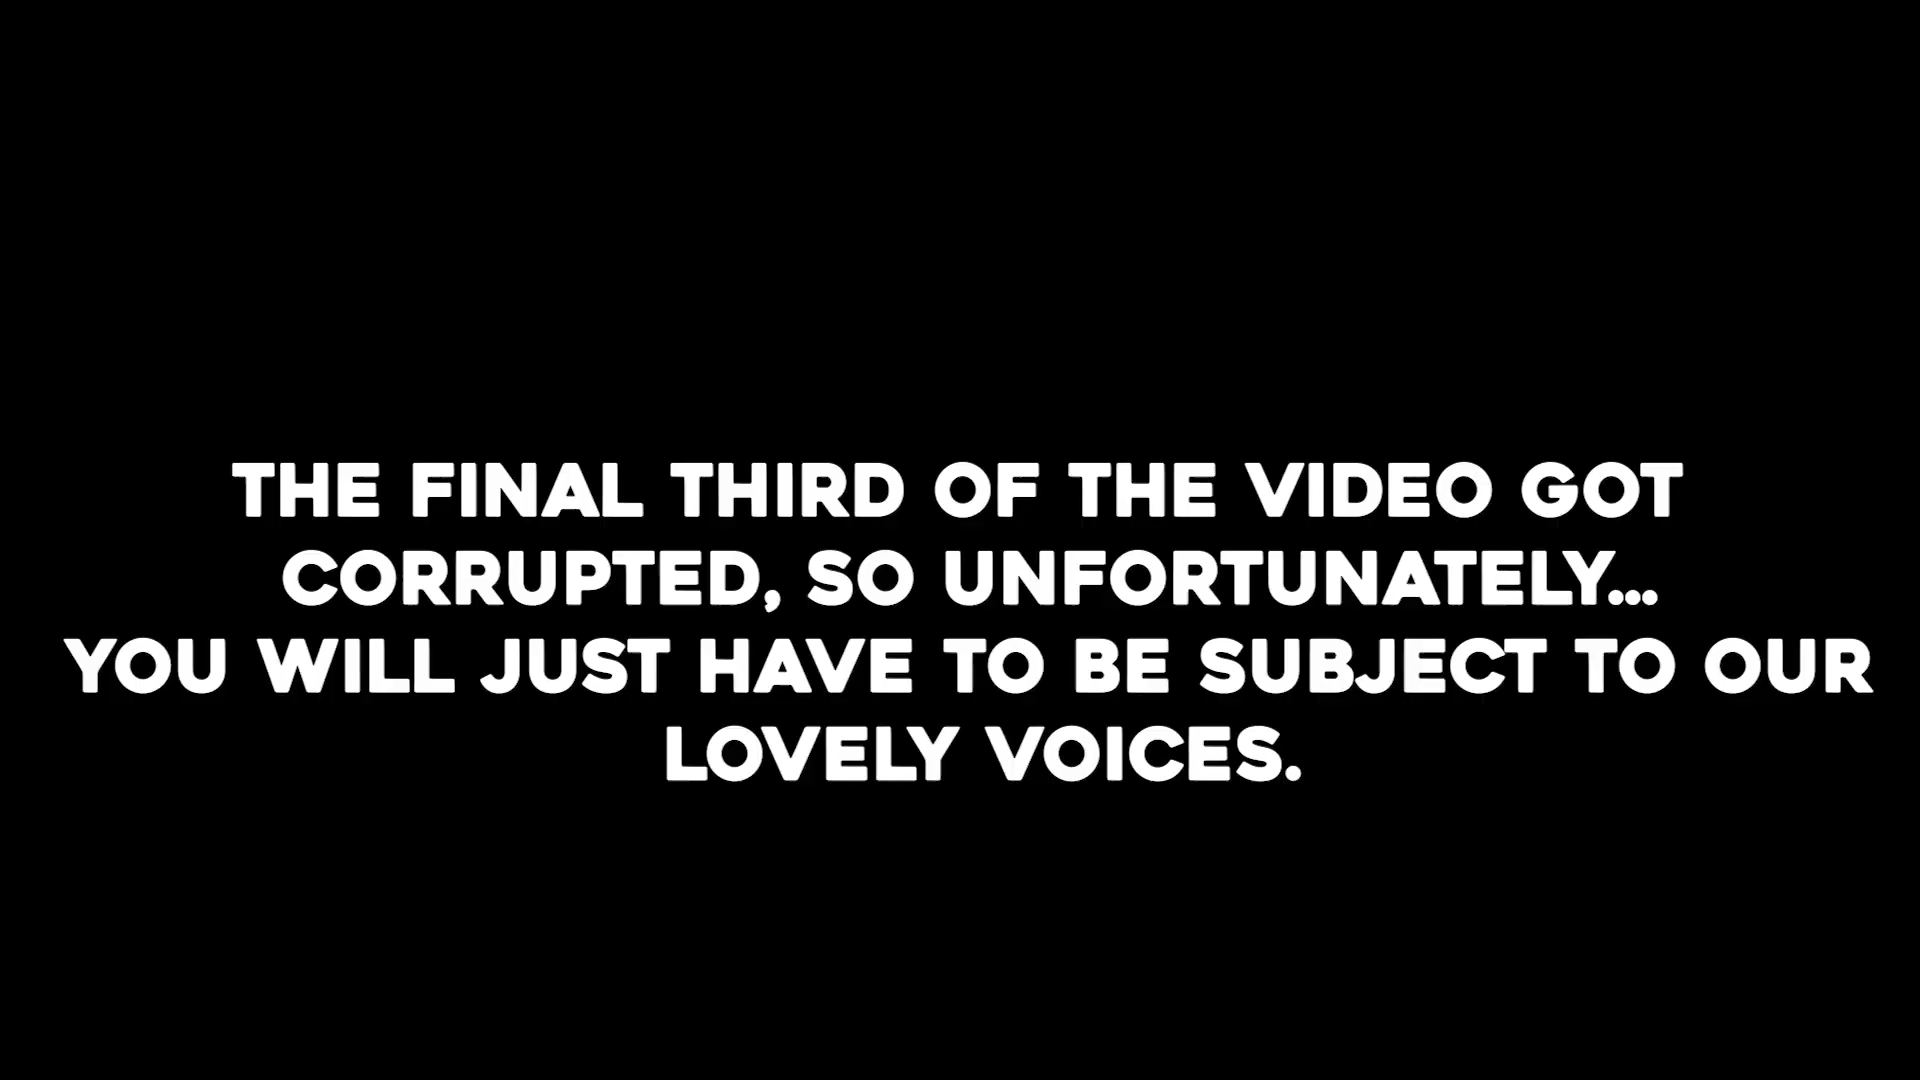 THE FINAL THIRD OF THE VIDEO GOT
CORRUPTED, SO UNFORTUNATELY...
YOU WILL JUST HAVE TO BE SUBJECT TO OUR
LOVELY VOICES.